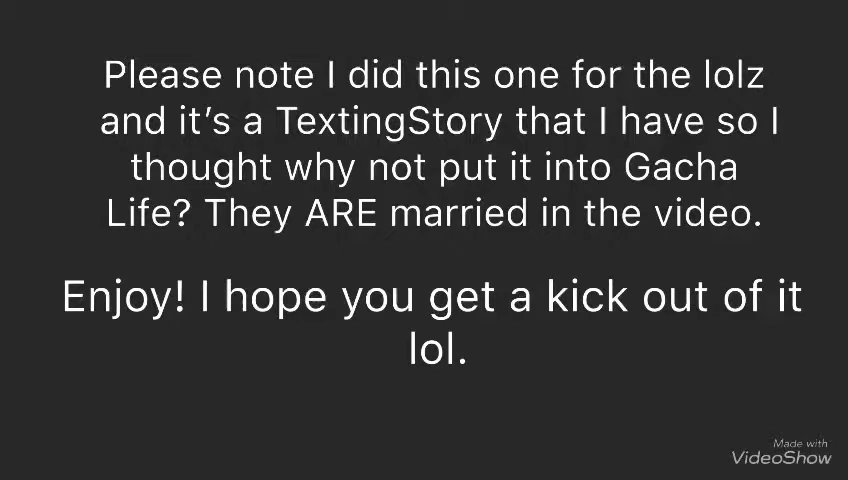 Please note I did this one for the lolz
and it’s a TextingStory that I have so I
thought why not put it into Gacha
Life? They ARE married in the video.
Enjoy! I hope you get a kick out of it
lol.
Made with
VideoShow